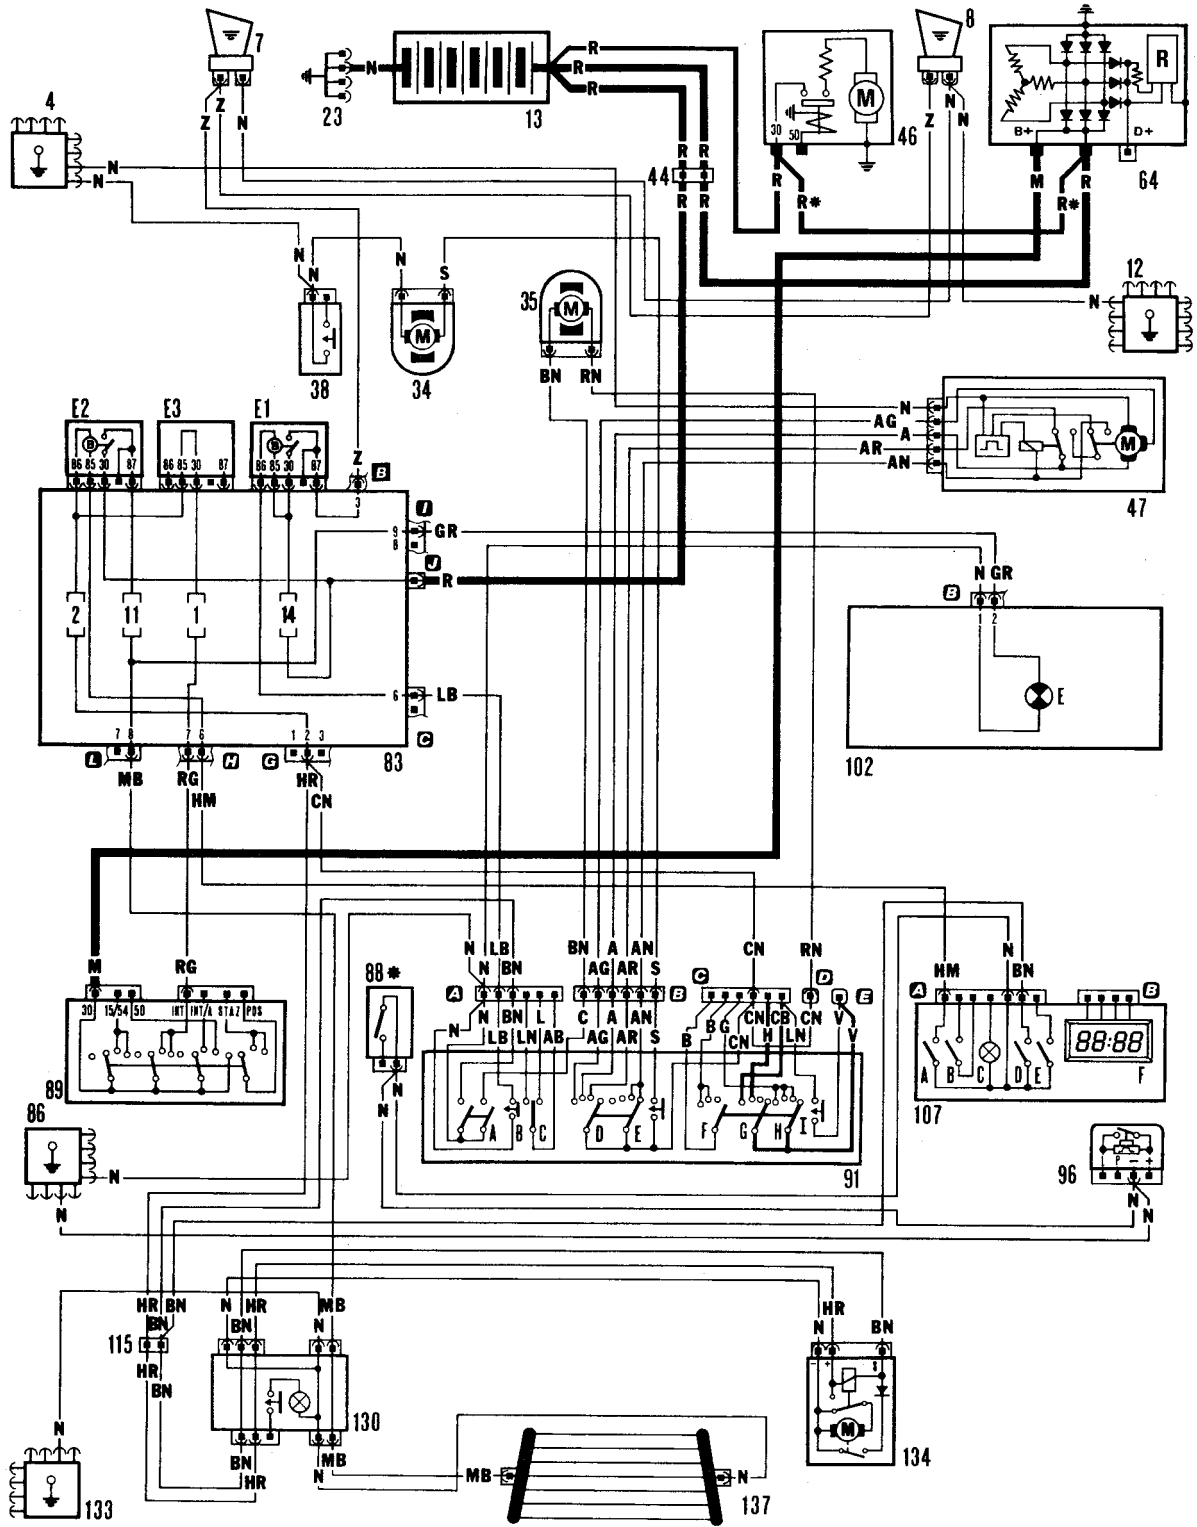 7
8
R
4
Z
Z
N
N
23
13
R
R
R
M
30
50
46
Z
N
N
R
B+
D+
64
N
N
44
R
R
R
R
R
R*
M
R*
R
N
N
38
N
S
M
34
35
M
BN
RN
12
N
N
AG
A
AR
AN
M
47
E2
E3
E1
B
B
86 85 30 87
86 85 30 87
86 85 30 87
Z
B
3
I
9
8
GR
J
R
2
11
1
14
6
LB
C
7 8
7 6
1 2 3
L
H
G
83
MB
RG
HM
HR
CN
N GR
B
1 2
E
102
M
RG
30 15/54 50
INT INT/A STAZ POS
89
88*
N
N
N LB
N BN
BN A AN
AG AR S
CN
RN
A
B
C
D
E
N
N
BN
L
LB
LN
AB
C
A
AN
AG
AR
S
B
B
G
CN
CN
H
CB
LN
CN
V
V
A
B
C
D
E
F
G
H
I
91
HM
N
BN
A
B
A
B
C
D
E
F
88:88
107
86
N
N
96
P
-
+
N
N
HR
BN
BN
115
HR
BN
N
BN
HR
MB
N
130
BN
HR
MB
N
N
133
MB
N
137
HR
N
BN
-
+
S
M
134